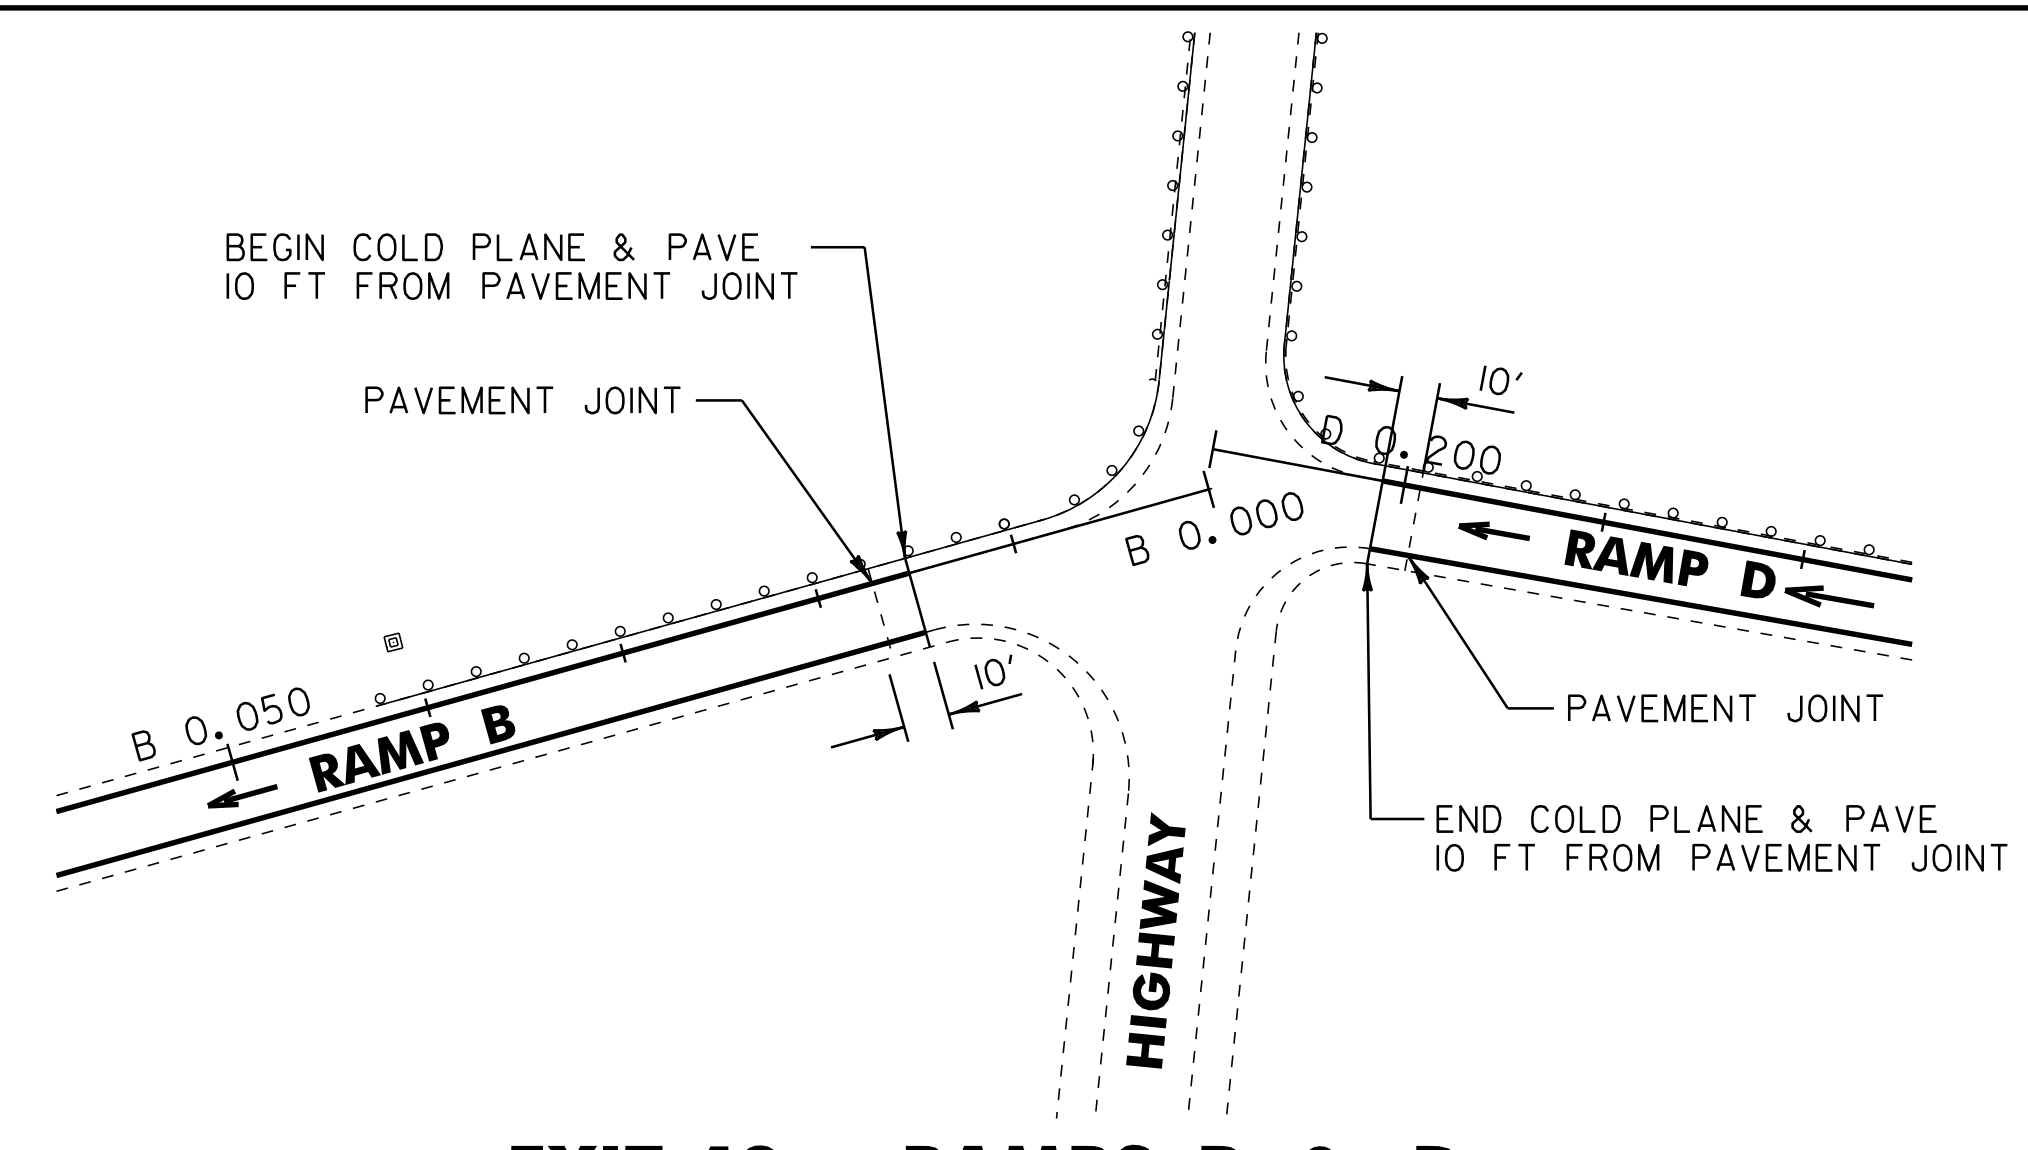 BEGIN COLD PLANE & PAVE
10 FT FROM PAVEMENT JOINT
PAVEMENT JOINT
10'
D 0.200
B 0.000
RAMP D
10'
B 0.050
RAMP B
PAVEMENT JOINT
END COLD PLANE & PAVE
10 FT FROM PAVEMENT JOINT
HIGHWAY